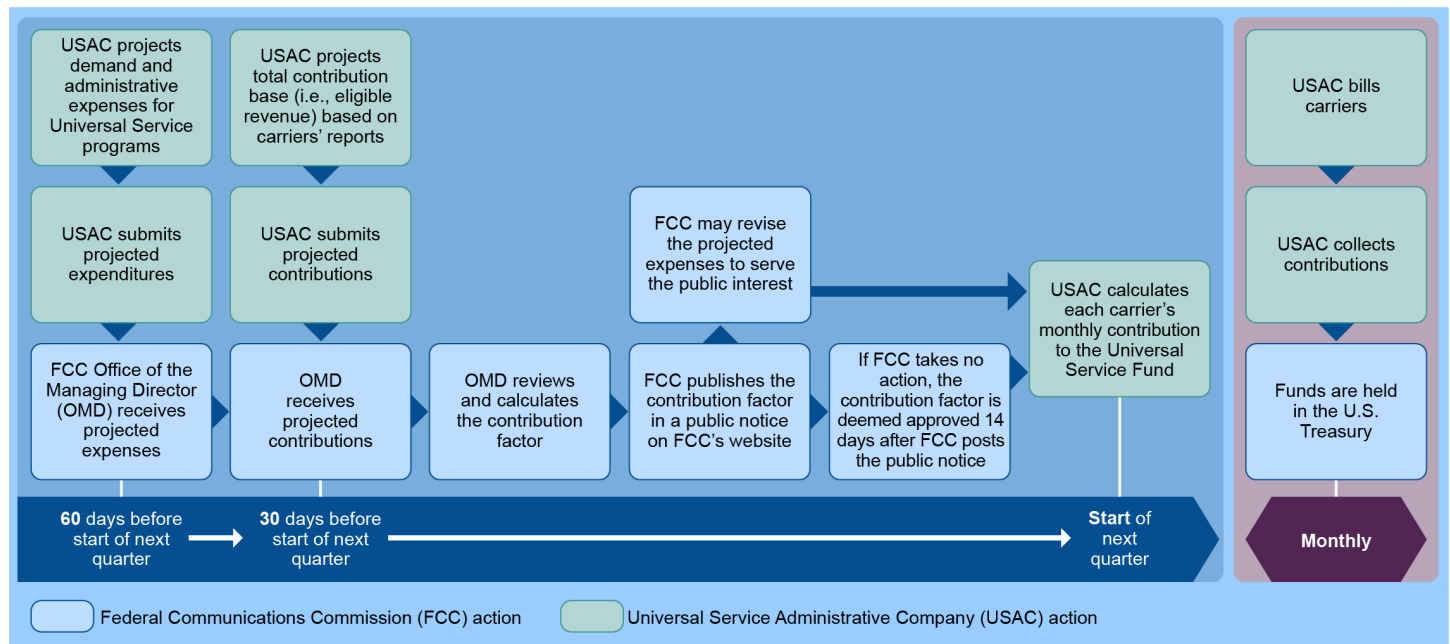 USAC projects
demand and
administrative
expenses for
Universal Service
programs
USAC projects
total contribution
base (i.e., eligible
revenue) based on
carriers’ reports
USAC bills
carriers
USAC submits
projected
expenditures
USAC submits
projected
contributions
FCC may revise
the projected
expenses to serve
the public interest
USAC collects
contributions
USAC calculates
each carrier’s
monthly contribution
to the Universal
Service Fund
FCC Office of the
Managing Director
(OMD) receives
projected
expenses
OMD
receives
projected
contributions
OMD reviews
and calculates
the contribution
factor
FCC publishes the
contribution factor
in a public notice
on FCC’s website
If FCC takes no
action, the
contribution factor is
deemed approved 14
days after FCC posts
the public notice
Funds are held
in the U.S.
Treasury
60 days before
start of next
quarter
30 days before
start of next
quarter
Start of
next
quarter
Monthly
Federal Communications Commission (FCC) action
Universal Service Administrative Company (USAC) action